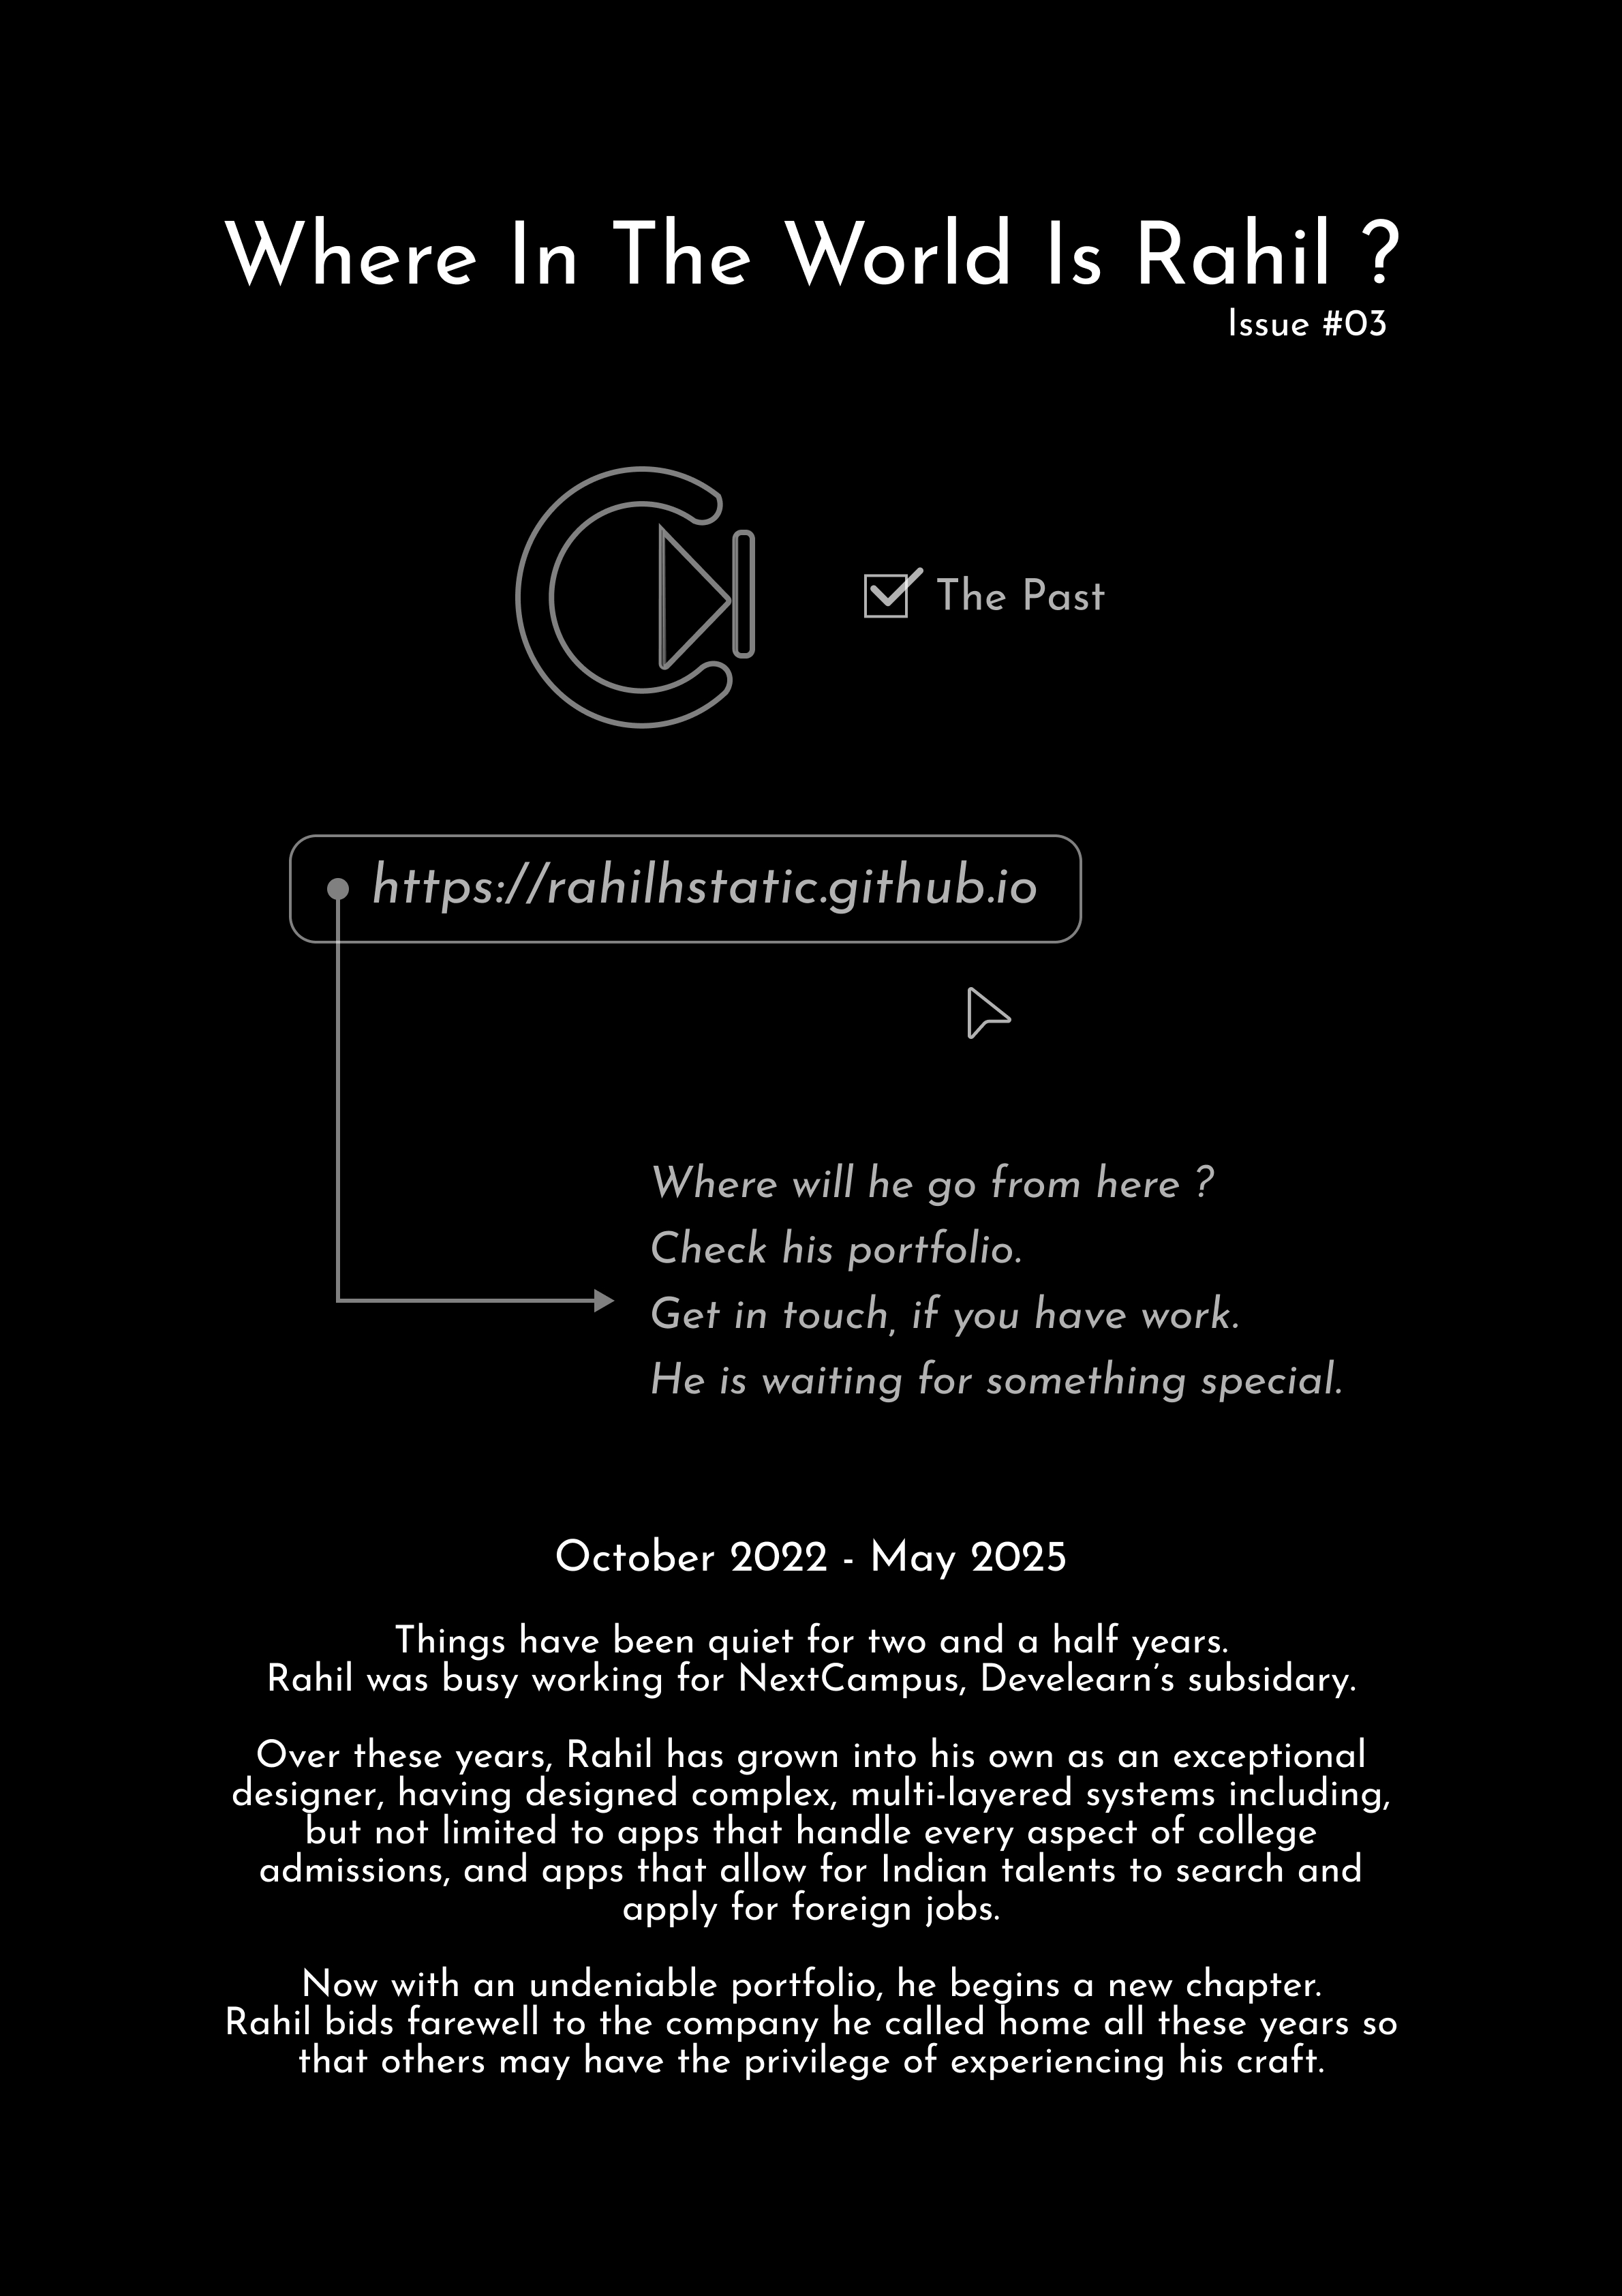 Where In The World Is Rahil ?
Issue #03
The Past
https://rahilhstatic.github.io
Where will he go from here ?
Check his portfolio.
Get in touch, if you have work.
He is waiting for something special.
October 2022 - May 2025
Things have been quiet for two and a half years.
Rahil was busy working for NextCampus, Develearn's subsidary.
Over these years, Rahil has grown into his own as an exceptional
designer, having designed complex, multi-layered systems including,
but not limited to apps that handle every aspect of college
admissions, and apps that allow for Indian talents to search and
apply for foreign jobs.
Now with an undeniable portfolio, he begins a new chapter.
Rahil bids farewell to the company he called home all these years so
that others may have the privilege of experiencing his craft.